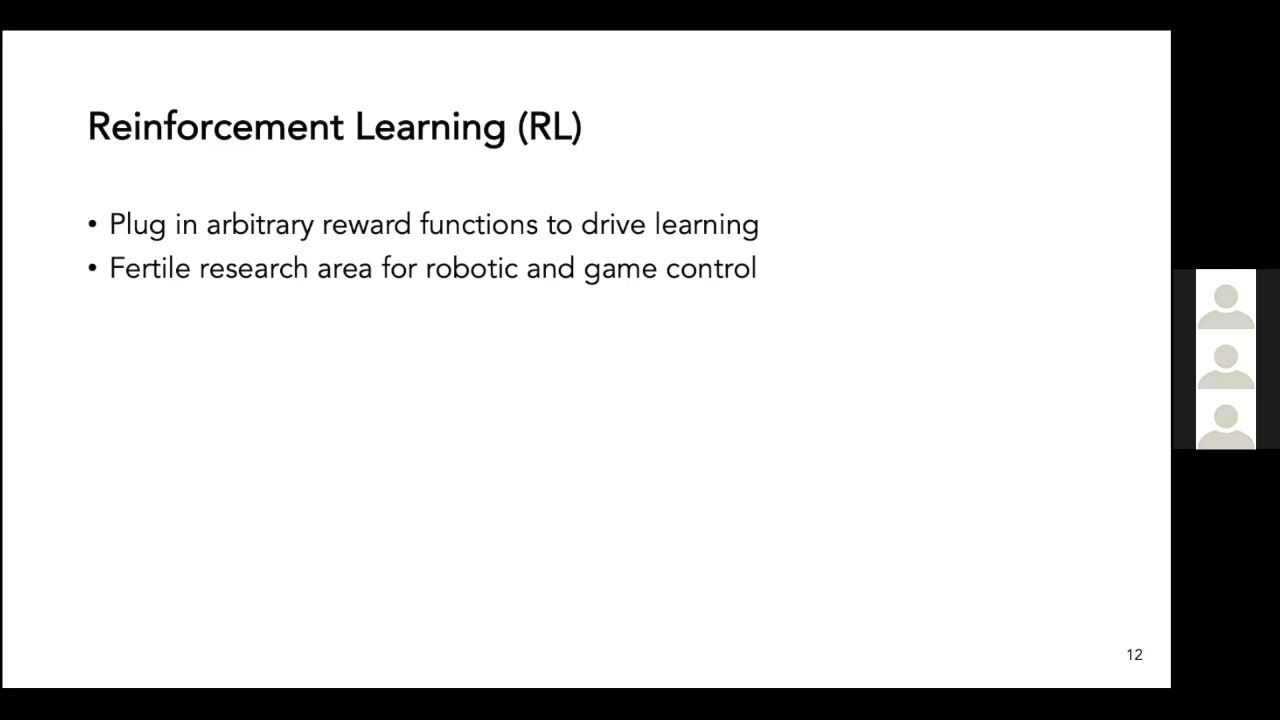 Reinforcement Learning (RL)
• Plug in arbitrary reward functions to drive learning
• Fertile research area for robotic and game control
12